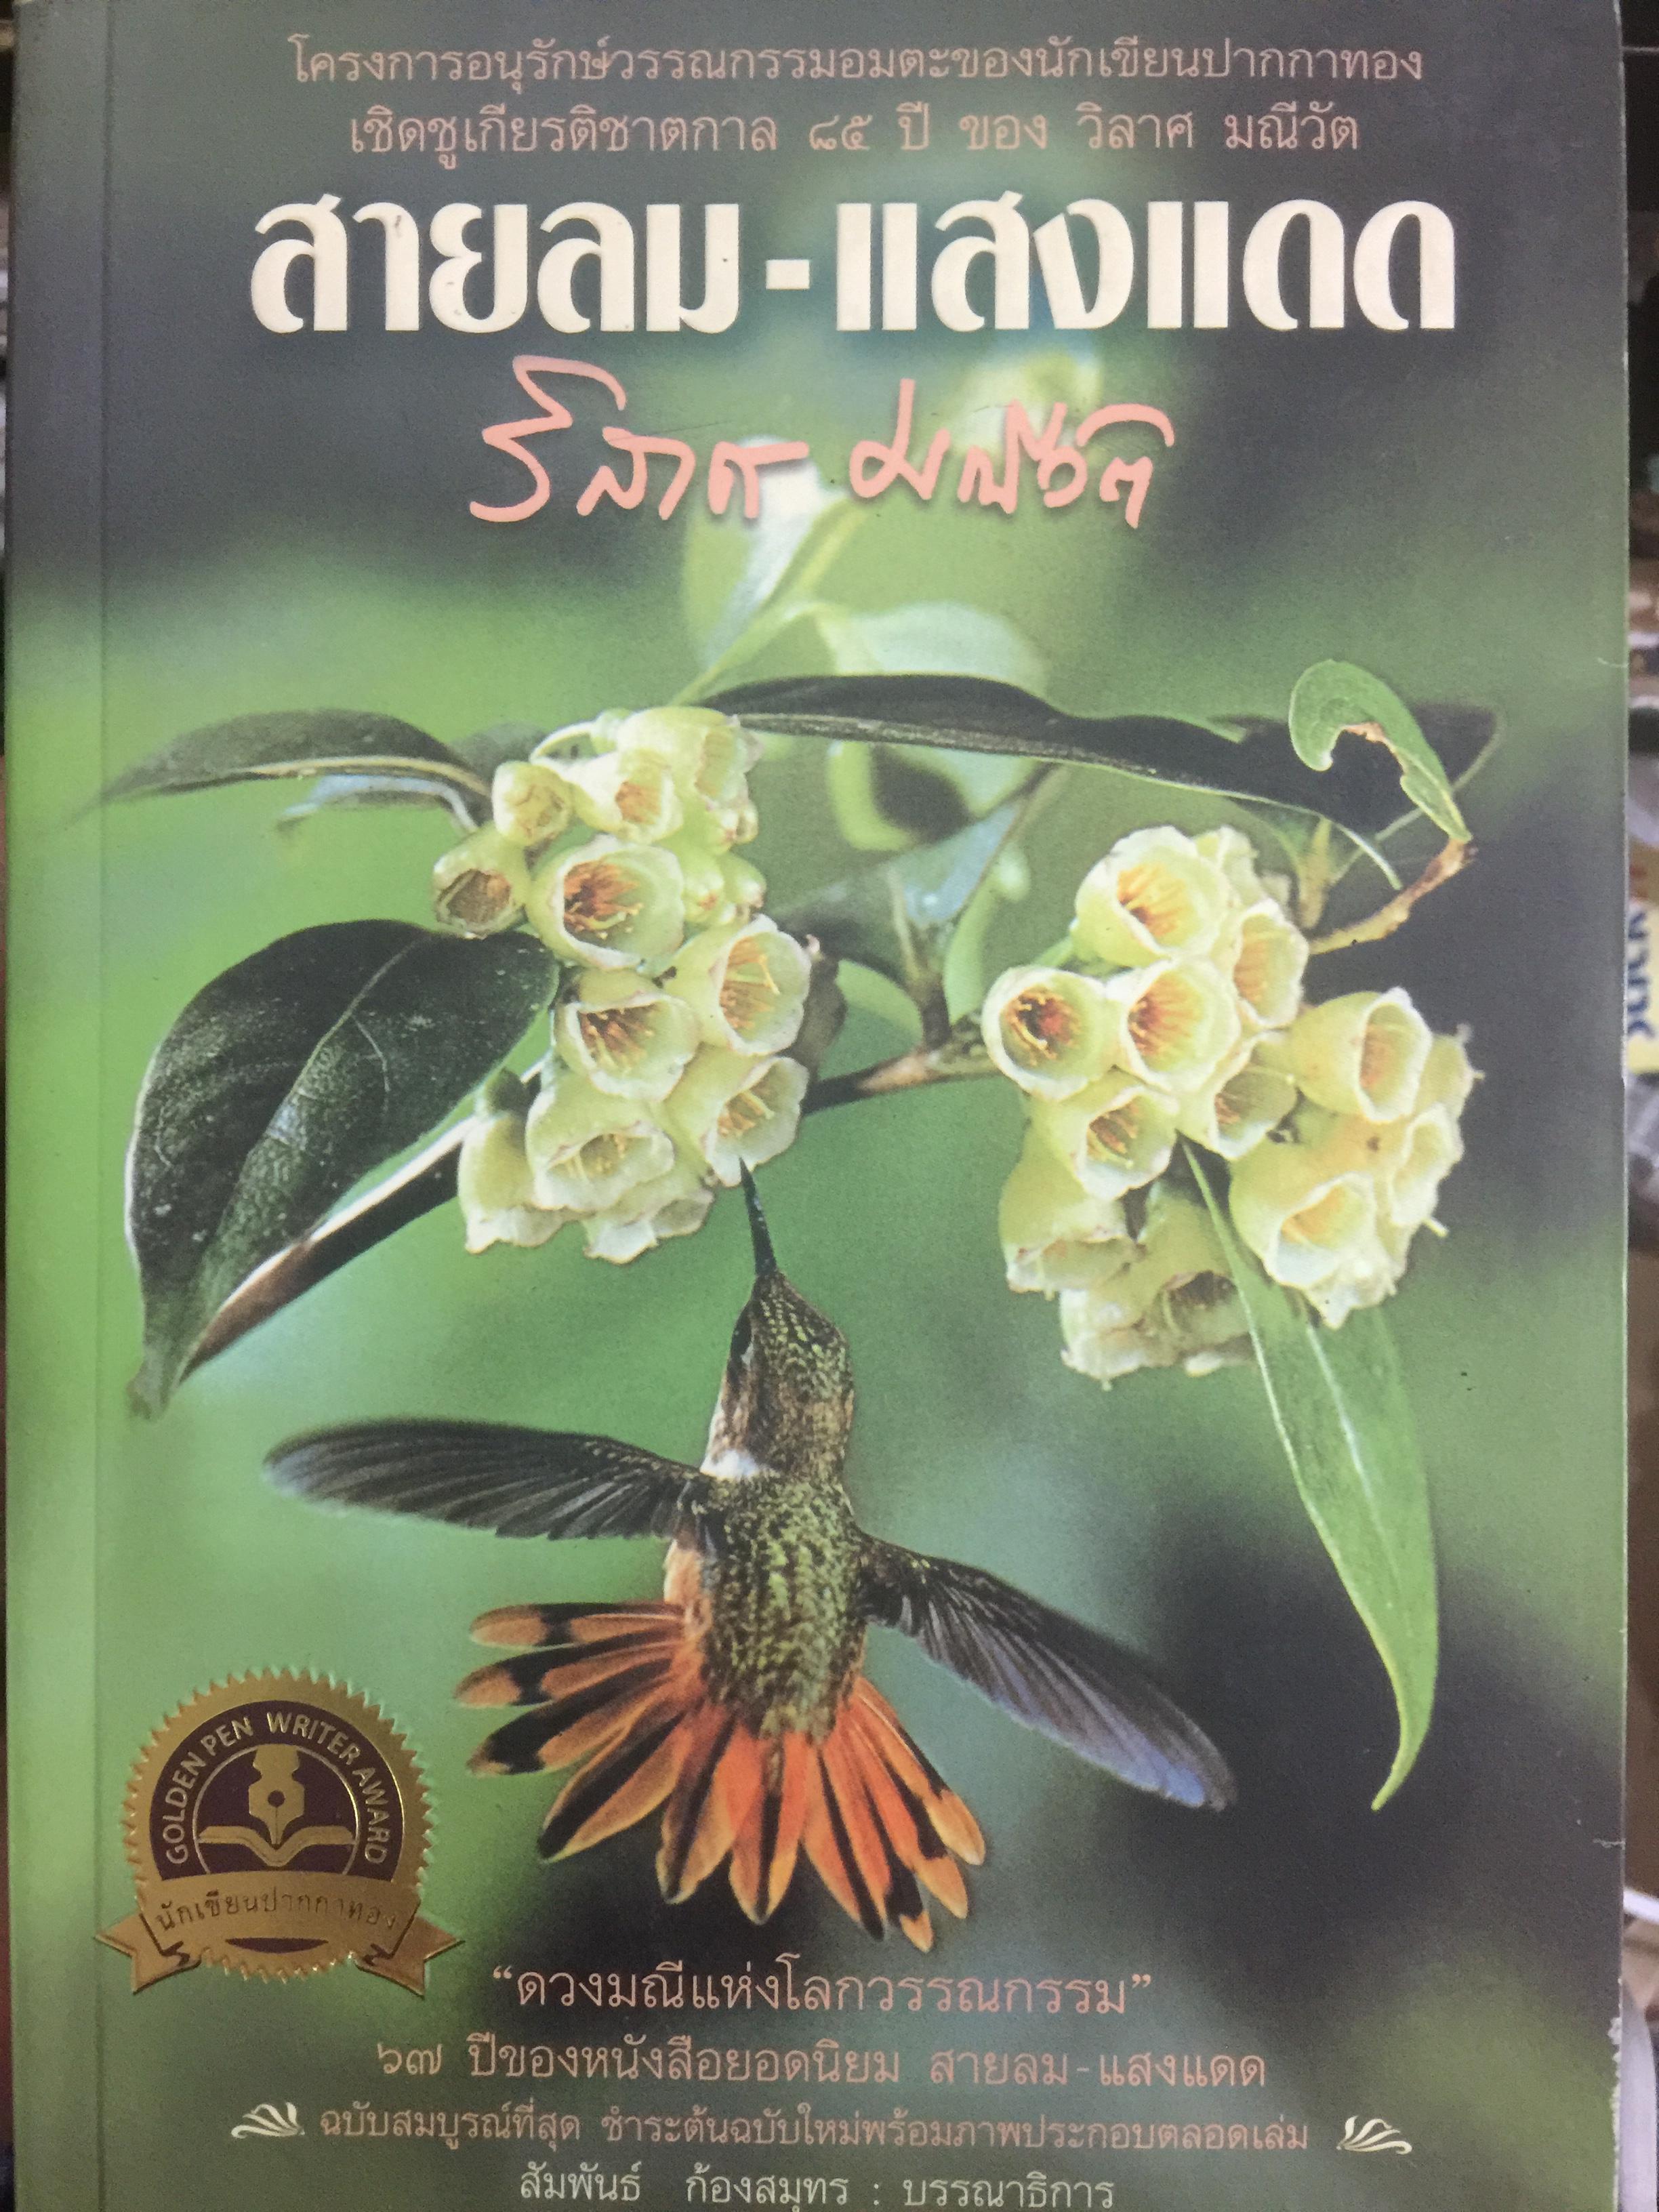 โครงการอนุรักษ์วรรณกรรมอมตะของนักเขียนปากกาทอง
เชิดชูเกียรติชาตกาล ๘๕ ปี ของ วิลาศ มณีวัต
สายลม - แสงแดด
วิลาศ มณีวัต
GOLDEN PEN WRITER AWARD
นักเขียนปากกาทอง
“ดวงมณีแห่งโลกวรรณกรรม”
๖๗ ปีของหนังสือยอดนิยม สายลม - แสงแดด
ฉบับสมบูรณ์ที่สุด ชำระต้นฉบับใหม่พร้อมภาพประกอบตลอดเล่ม
สัมพันธ์ ก้องสมุทร : บรรณาธิการ